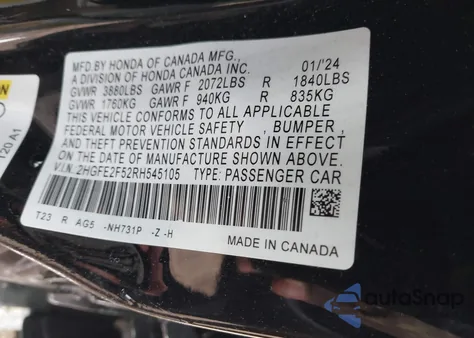 MFD. BY HONDA OF CANADA MFG., 01/'24
A DIVISION OF HONDA CANADA INC.
GVWR 3880LBS GAWR F 2072LBS R 1840LBS
GVWR 1760KG GAWR F 940KG R 835KG
THIS VEHICLE CONFORMS TO ALL APPLICABLE
FEDERAL MOTOR VEHICLE SAFETY , BUMPER ,
AND THEFT PREVENTION STANDARDS IN EFFECT
ON THE DATE OF MANUFACTURE SHOWN ABOVE.
V.I.N. 2HGFE2F52RH545105 TYPE: PASSENGER CAR
T23 R AG5 -NH731P -Z -H
MADE IN CANADA
120 A1
autoSnap